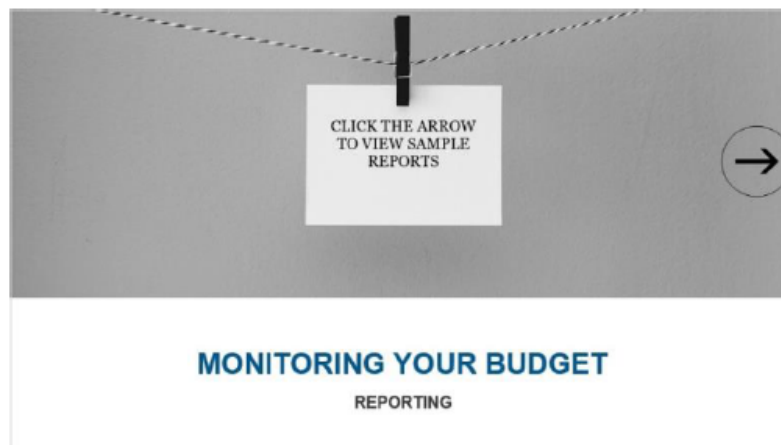 CLICK THE ARROW
TO VIEW SAMPLE
REPORTS
MONITORING YOUR BUDGET
REPORTING